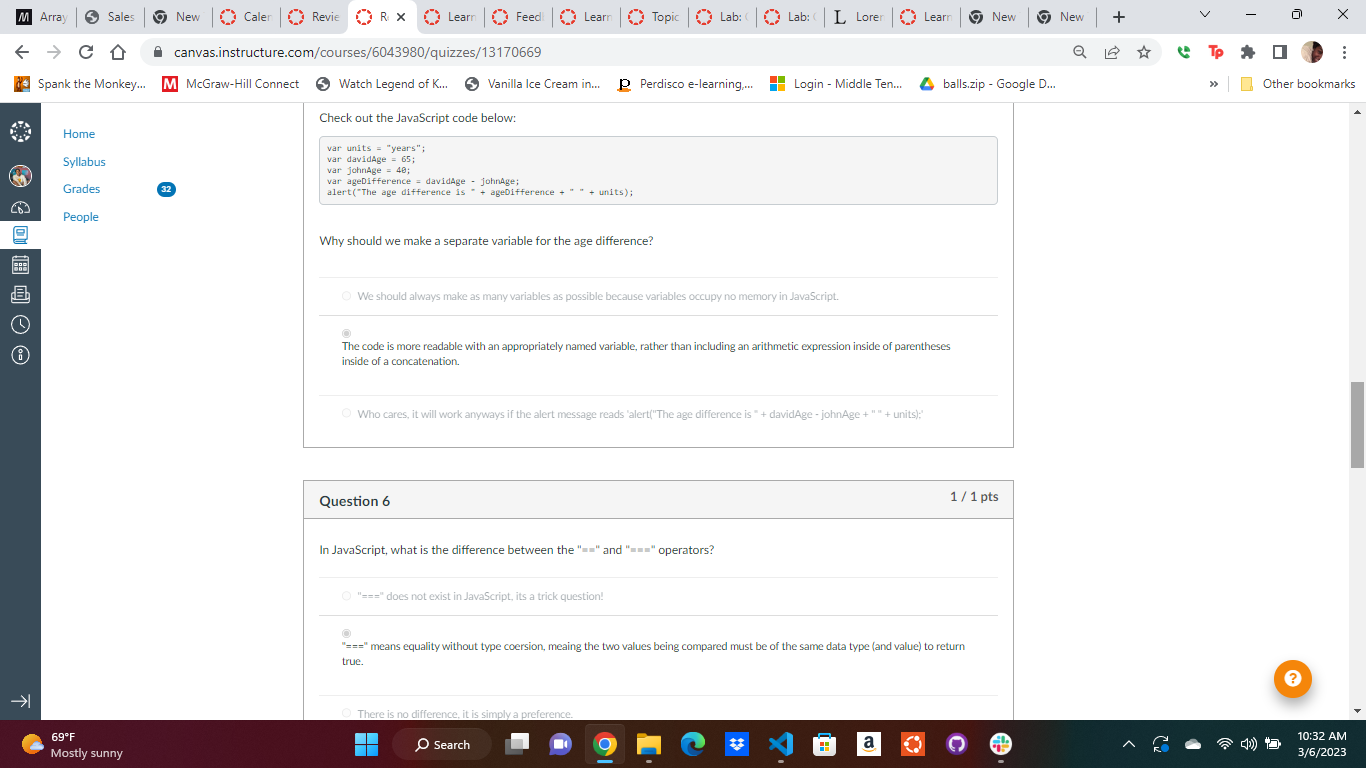 Array
Sales
New
Caler
Revie
R
Learn
Feed
Learn
Topic
Lab:
Lab:
Lorer
Learn
New
New
canvas.instructure.com/courses/6043980/quizzes/13170669
Spank the Monkey...
McGraw-Hill Connect
Watch Legend of K...
Vanilla Ice Cream in...
Perdisco e-learning,...
Login - Middle Ten...
balls.zip - Google D...
»
Other bookmarks
Home
Syllabus
Grades 32
People
Check out the JavaScript code below:
var units = "years";
var davidAge = 65;
var johnAge = 40;
var ageDifference = davidAge - johnAge;
alert("The age difference is " + ageDifference + " " + units);
Why should we make a separate variable for the age difference?
We should always make as many variables as possible because variables occupy no memory in JavaScript.
The code is more readable with an appropriately named variable, rather than including an arithmetic expression inside of parentheses
inside of a concatenation.
Who cares, it will work anyways if the alert message reads 'alert("The age difference is " + davidAge - johnAge + " " + units);'
Question 6
1 / 1 pts
In JavaScript, what is the difference between the "==" and "===" operators?
"===" does not exist in JavaScript, its a trick question!
"===" means equality without type coersion, meaing the two values being compared must be of the same data type (and value) to return
true.
There is no difference, it is simply a preference.
69°F
Mostly sunny
Search
10:32 AM
3/6/2023